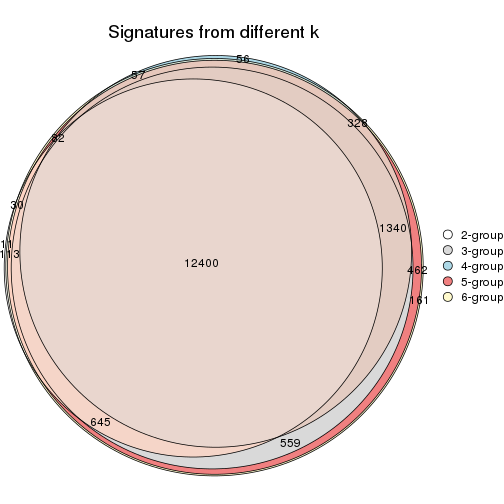 Signatures from different k
56
57
328
82
30
1340
11
113
12400
462
161
645
559
2-group
3-group
4-group
5-group
6-group